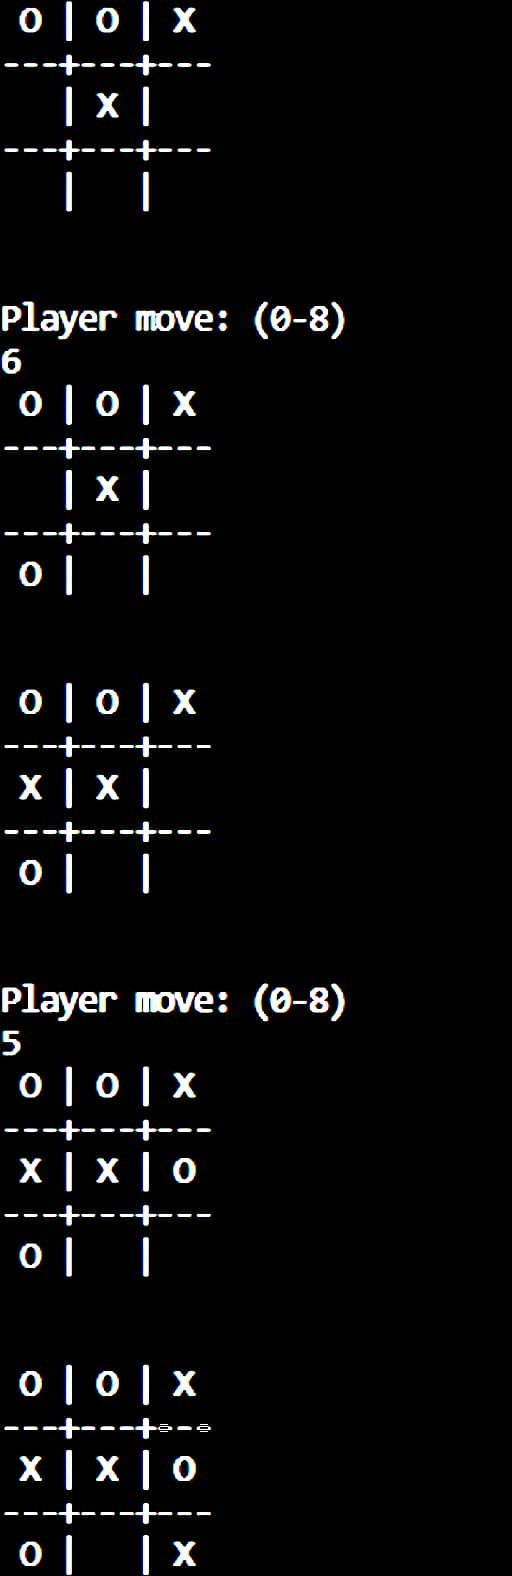 O | O | X
---+---+---
   | X |
---+---+---
   |   |
Player move: (0-8)
6
 O | O | X
---+---+---
   | X |
---+---+---
 O |   |
 O | O | X
---+---+---
 X | X |
---+---+---
 O |   |
Player move: (0-8)
5
 O | O | X
---+---+---
 X | X | O
---+---+---
 O |   |
 O | O | X
---+---+---
 X | X | O
---+---+---
 O |   | X